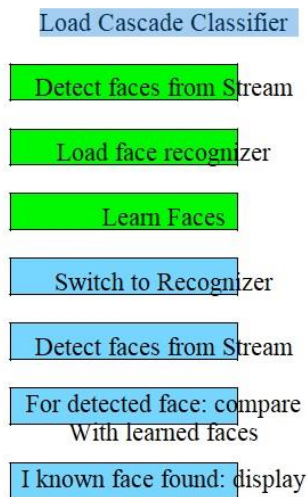 Load Cascade Classifier
Detect faces from Stream
Load face recognizer
Learn Faces
Switch to Recognizer
Detect faces from Stream
For detected face: compare
With learned faces
I known face found: display